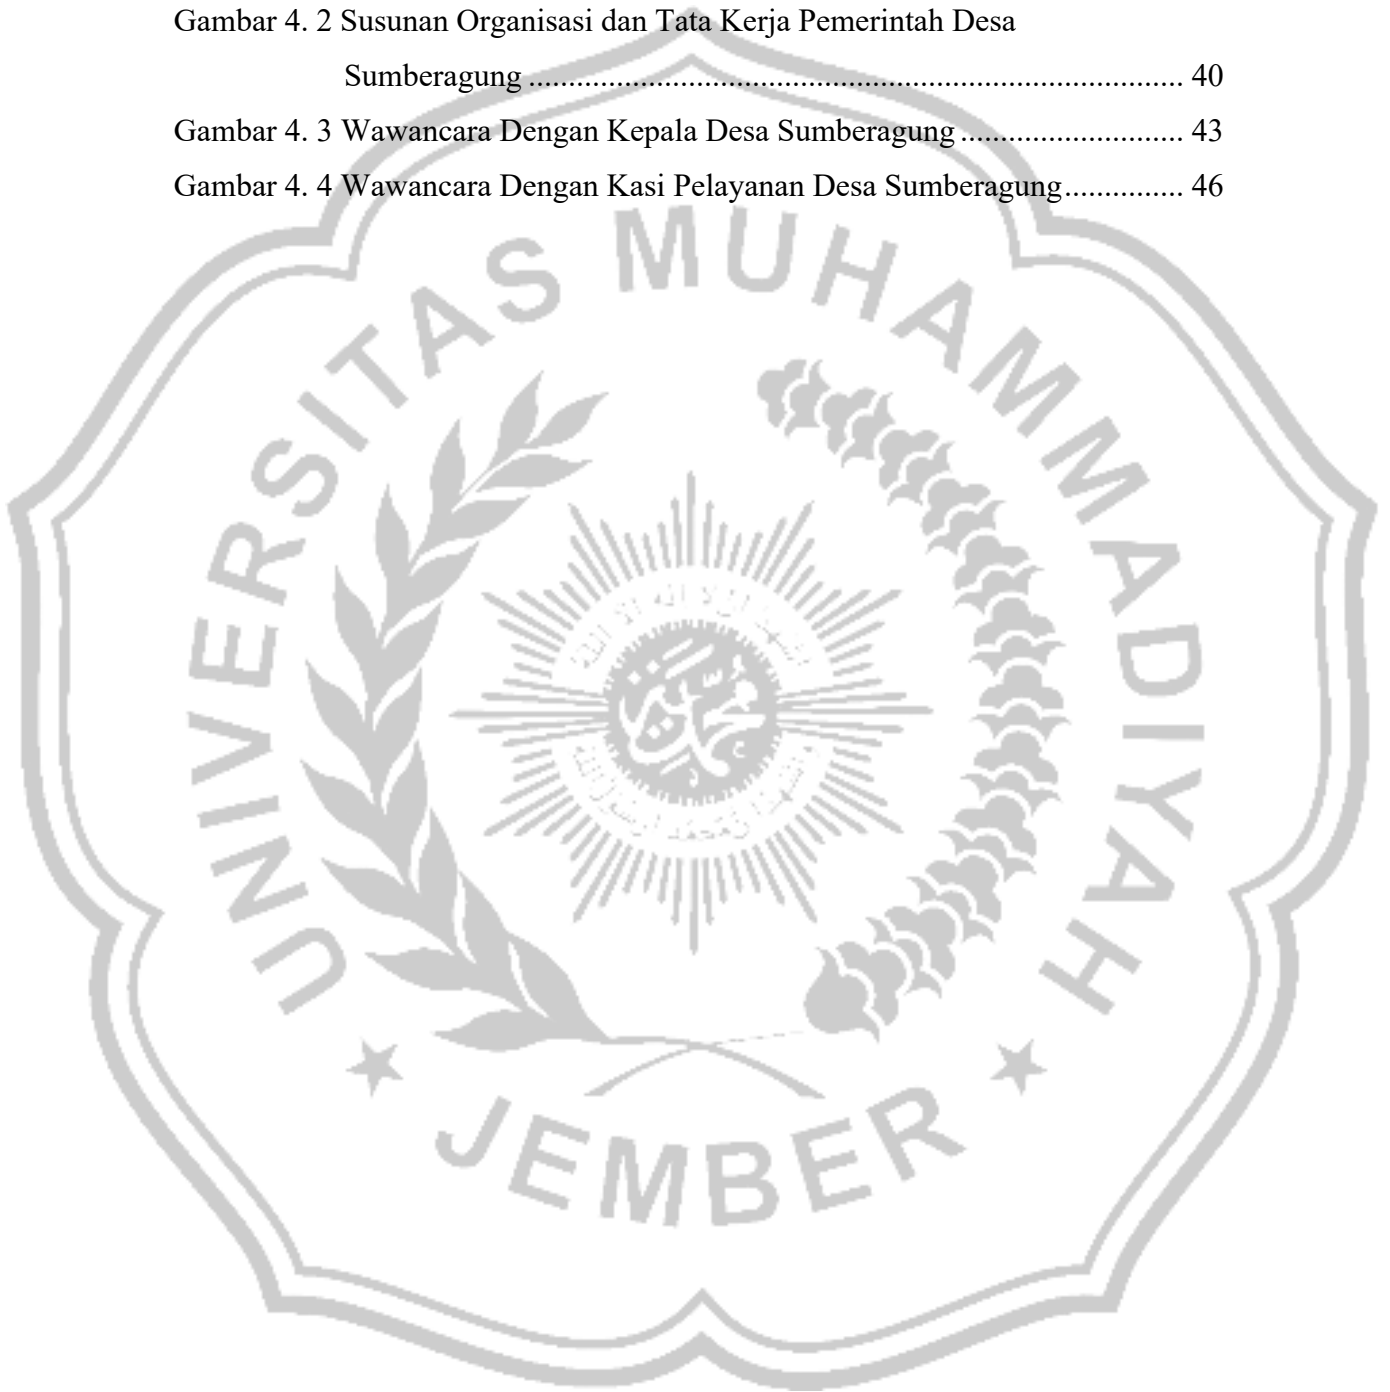 Gambar 4. 2 Susunan Organisasi dan Tata Kerja Pemerintah Desa
Sumberagung .................................................................................. 40
Gambar 4. 3 Wawancara Dengan Kepala Desa Sumberagung ............................ 43
Gambar 4. 4 Wawancara Dengan Kasi Pelayanan Desa Sumberagung............... 46
UNIVERSITAS MUHAMMADIYAH
JEMBER